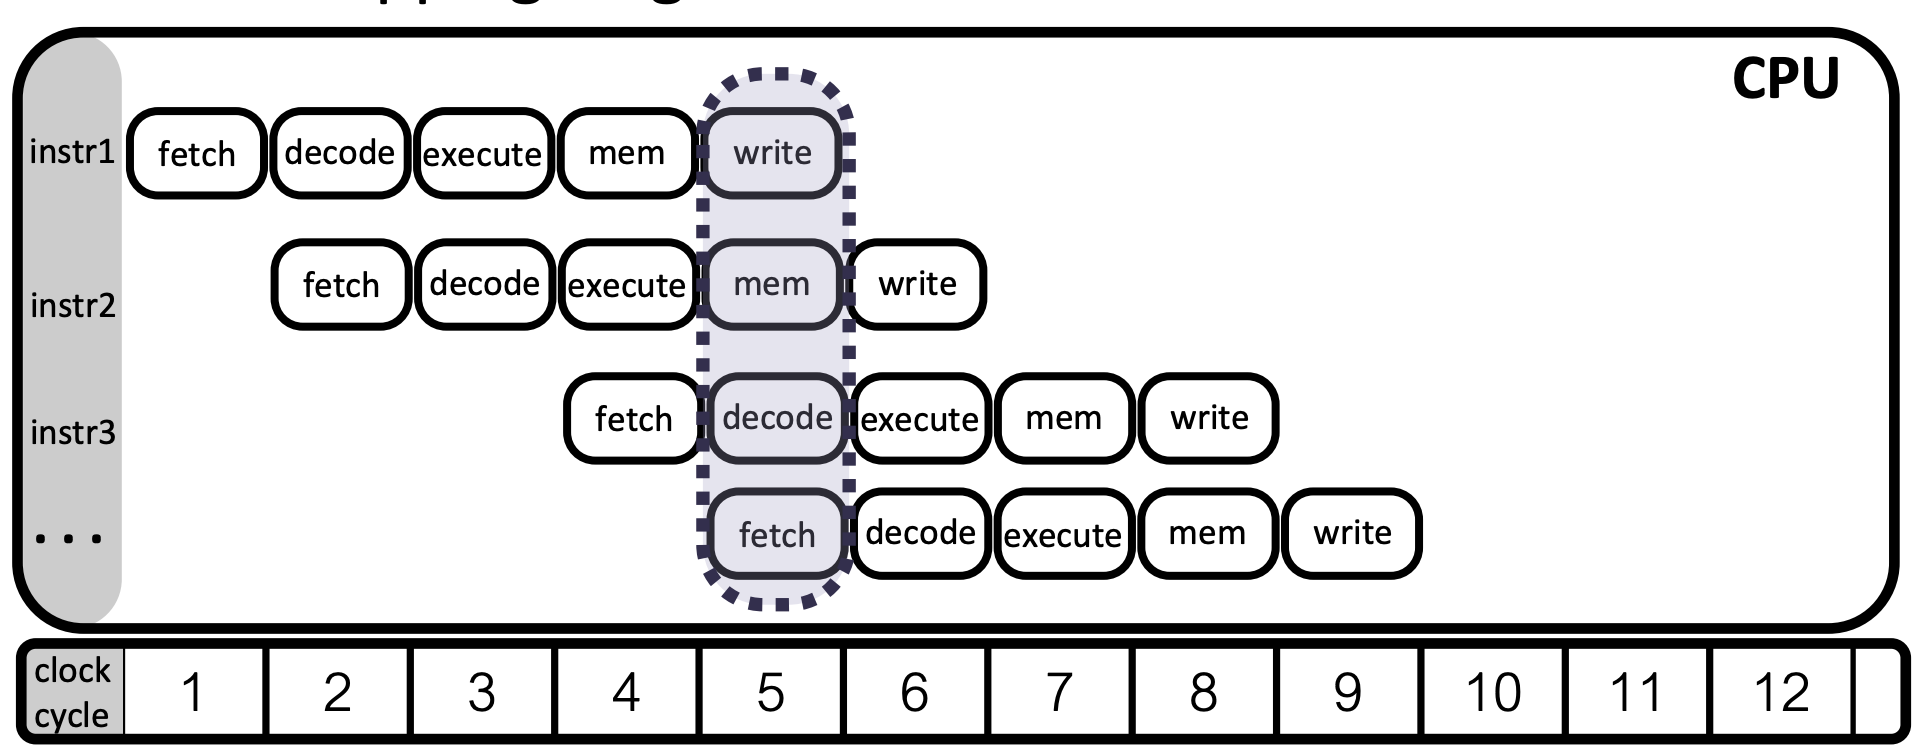 CPU
instr1 fetch decode execute mem write
instr2 fetch decode execute mem write
instr3 fetch decode execute mem write
... fetch decode execute mem write
clock cycle 1 2 3 4 5 6 7 8 9 10 11 12